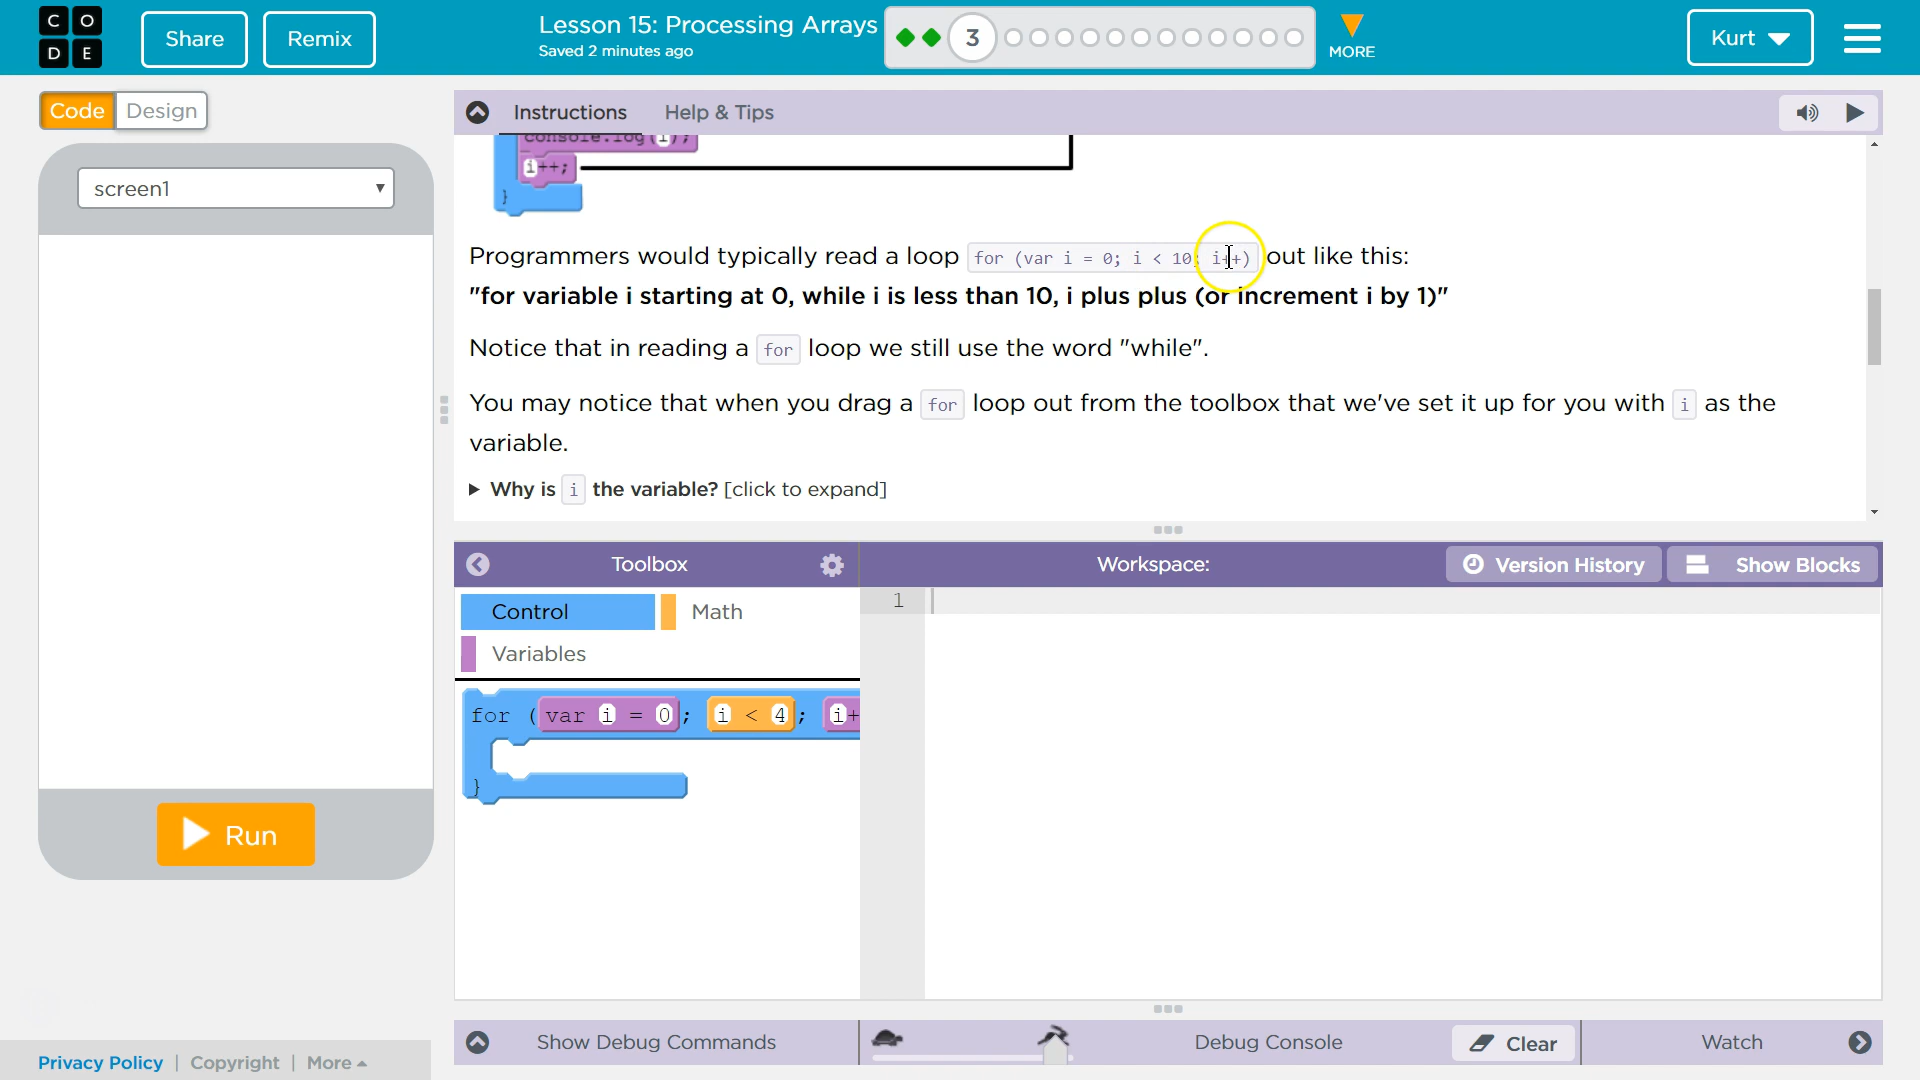 C O
D E
Share
Remix
Lesson 15: Processing Arrays
Saved 2 minutes ago
3
MORE
Kurt
Code
Design
Instructions
Help & Tips
screen1
console.log(i);
i++;
}
Programmers would typically read a loop for (var i = 0; i < 10; i++) out like this:
"for variable i starting at 0, while i is less than 10, i plus plus (or increment i by 1)"
Notice that in reading a for loop we still use the word "while".
You may notice that when you drag a for loop out from the toolbox that we've set it up for you with i as the
variable.
Why is i the variable? [click to expand]
Toolbox
Workspace:
Version History
Show Blocks
Control
Math
Variables
1
for (var i = 0; i < 4; i+
}
Run
Show Debug Commands
Debug Console
Clear
Watch
Privacy Policy | Copyright | More